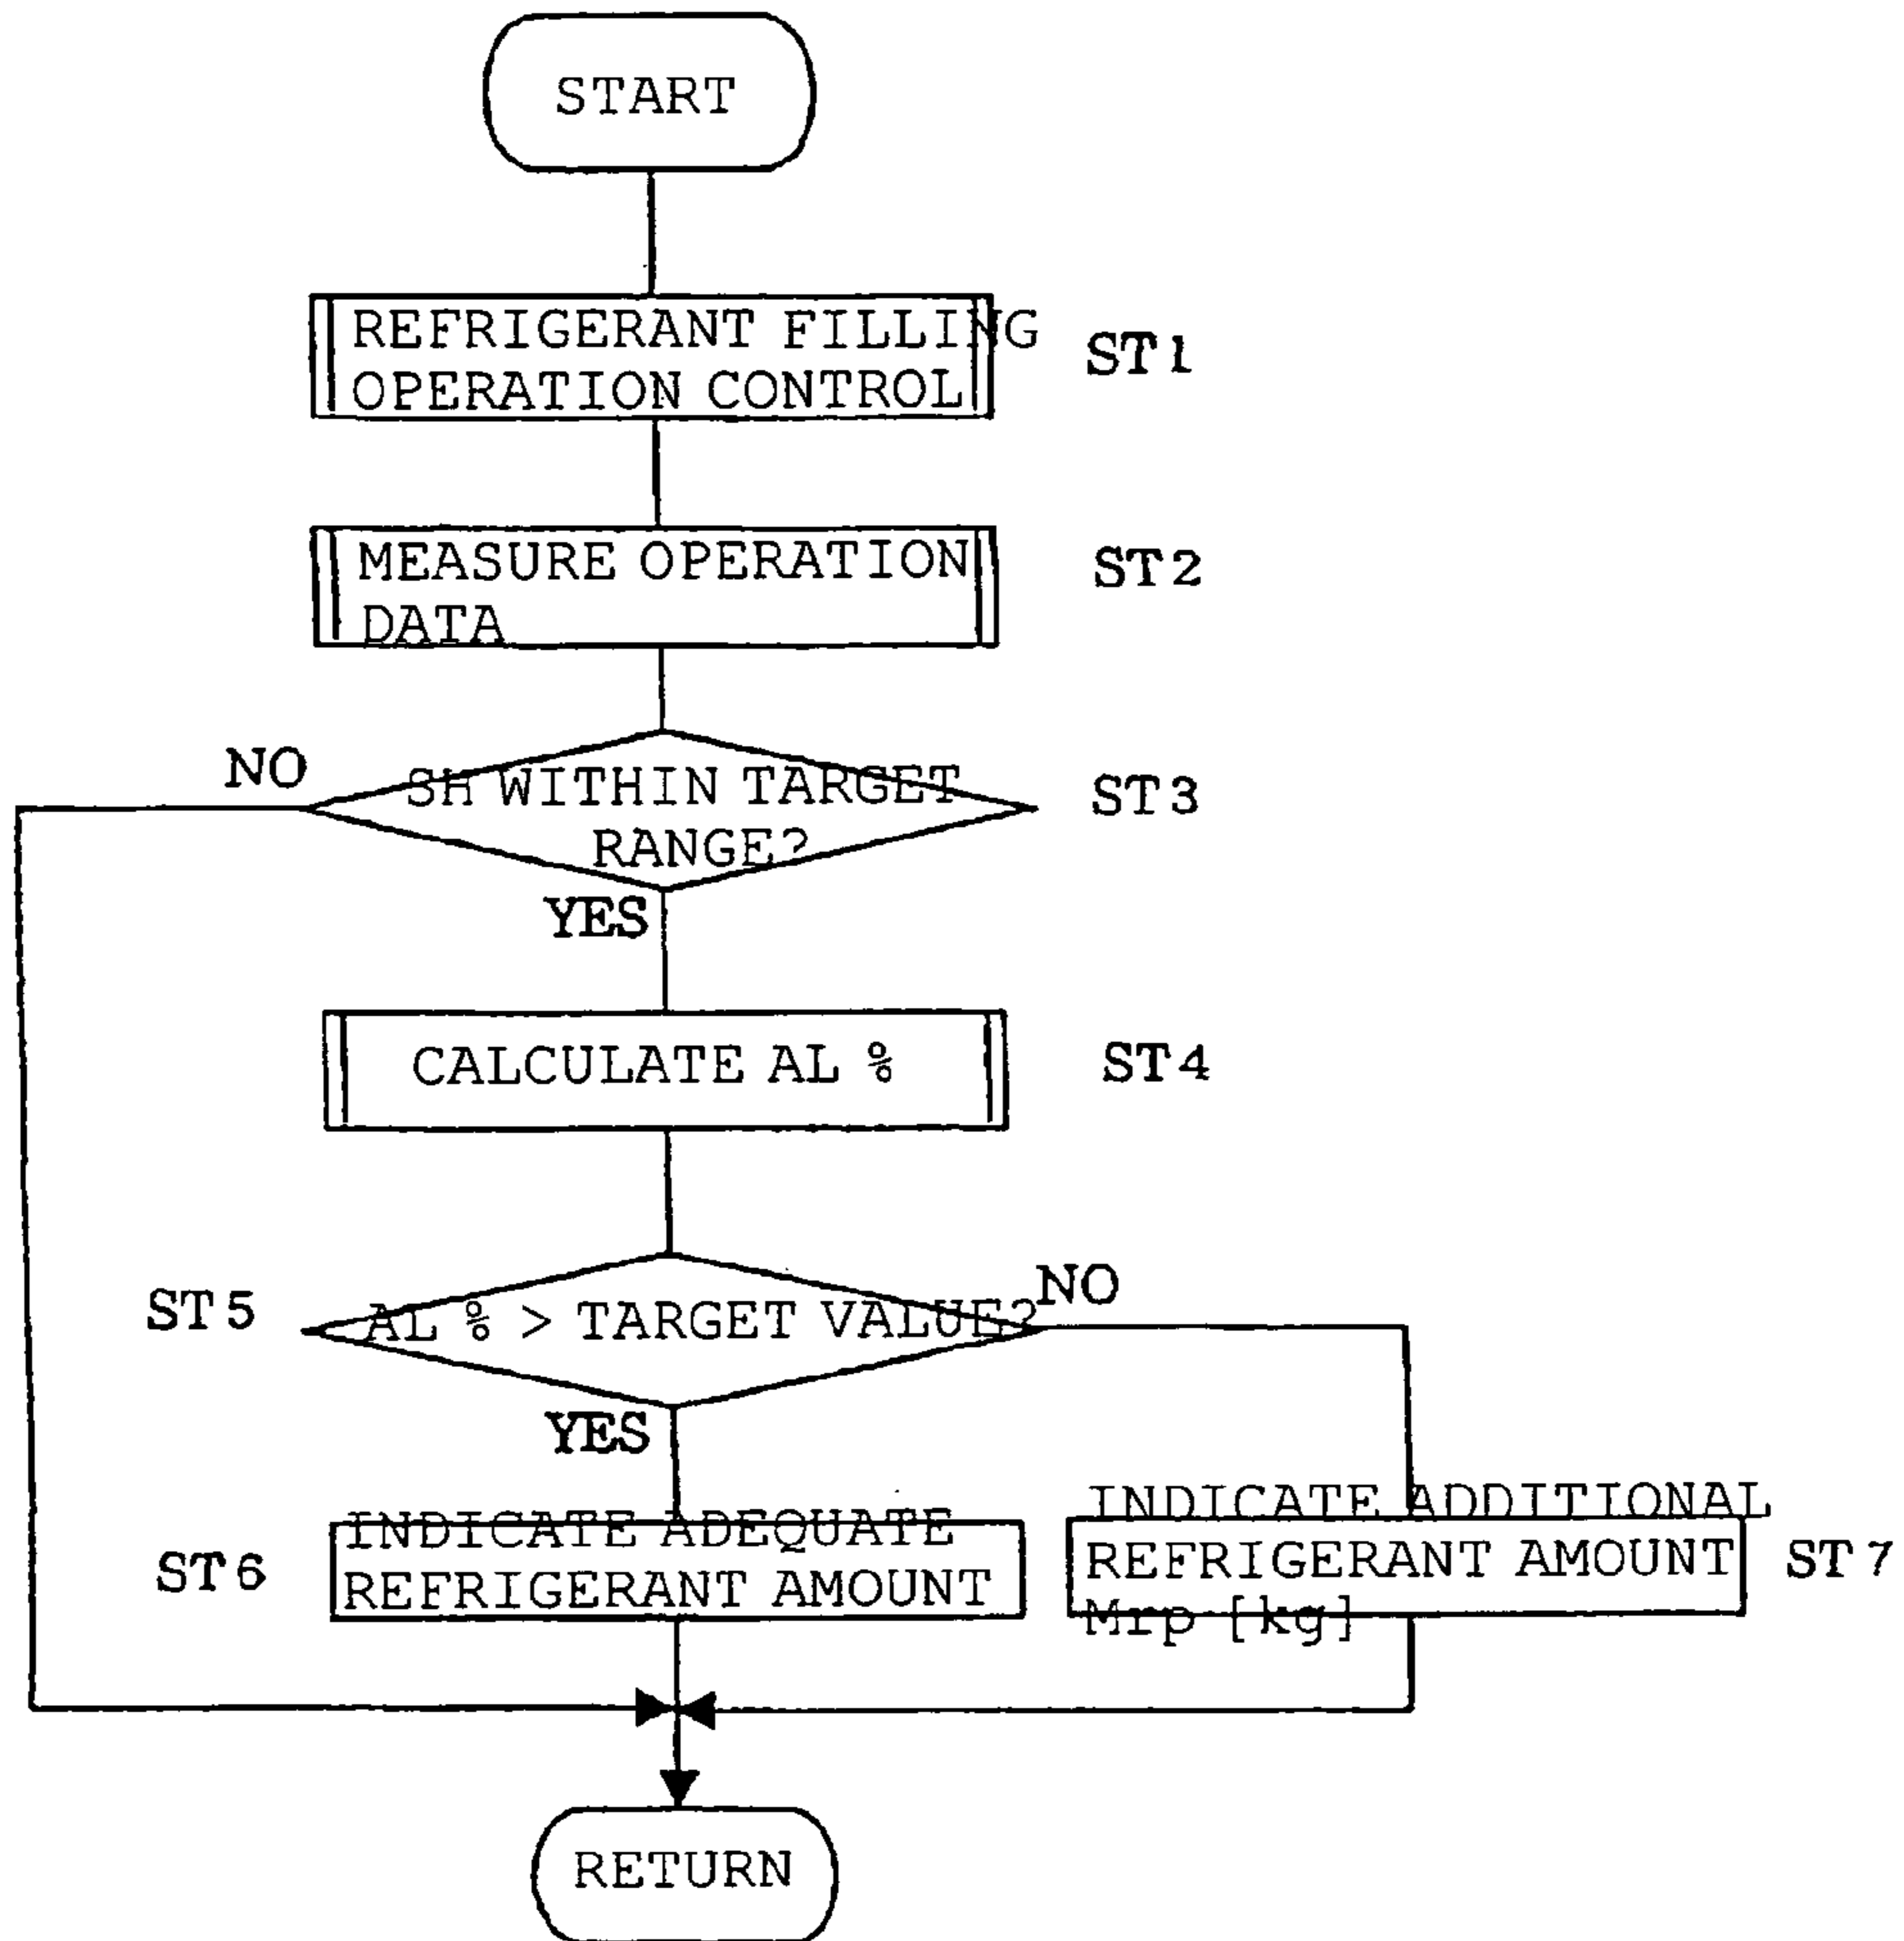 START
REFRIGERANT FILLING
OPERATION CONTROL
ST1
MEASURE OPERATION
DATA
ST2
NO
SH WITHIN TARGET
RANGE?
ST3
YES
CALCULATE AL %
ST4
ST5
AL % > TARGET VALUE?
NO
YES
ST6
INDICATE ADEQUATE
REFRIGERANT AMOUNT
INDICATE ADDITIONAL
REFRIGERANT AMOUNT
Mrp [kg]
ST7
RETURN